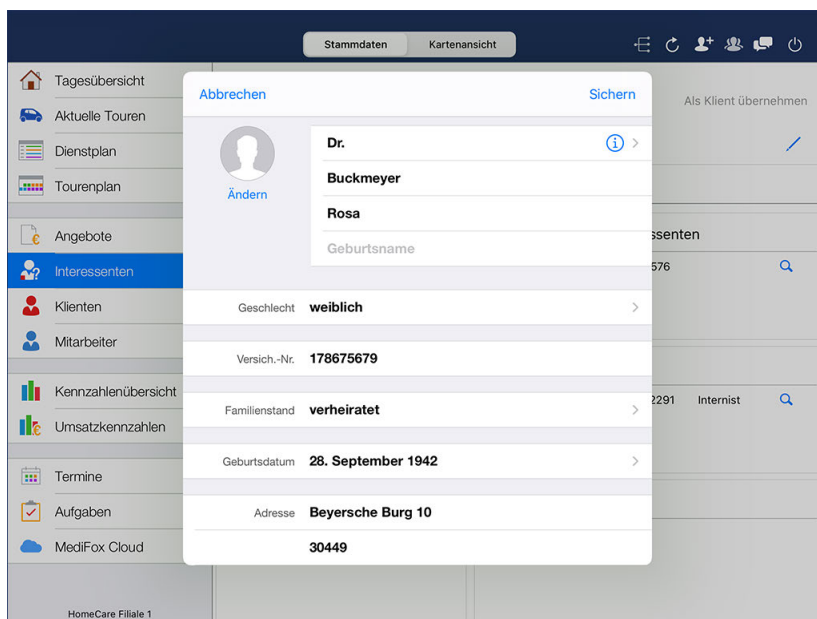 Stammdaten
Kartenansicht
Tagesübersicht
Aktuelle Touren
Dienstplan
Tourenplan
Angebote
Interessenten
Klienten
Mitarbeiter
Kennzahlenübersicht
Umsatzkennzahlen
Termine
Aufgaben
MediFox Cloud
HomeCare Filiale 1
Abbrechen
Sichern
Ändern
Dr.
Buckmeyer
Rosa
Geburtsname
Geschlecht weiblich
Versich.-Nr. 178675679
Familienstand verheiratet
Geburtsdatum 28. September 1942
Adresse Beyersche Burg 10
30449
Als Klient übernehmen
ssenten
576
2291 Internist